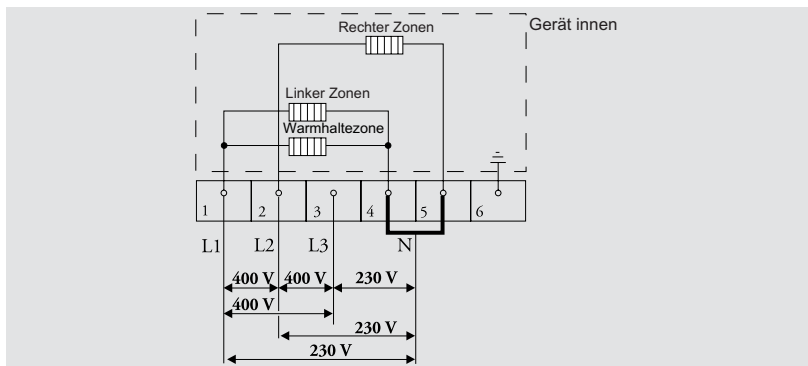 Rechter Zonen
Gerät innen
Linker Zonen
Warmhaltezone
1 2 3 4 5 6
L1 L2 L3 N
400 V 400 V 230 V
400 V
230 V
230 V